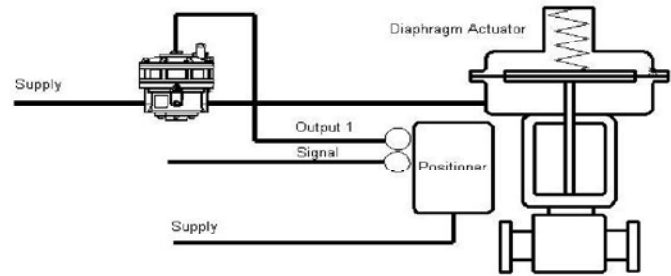 Diaphragm Actuator
Supply
Output 1
Signal
Positioner
Supply